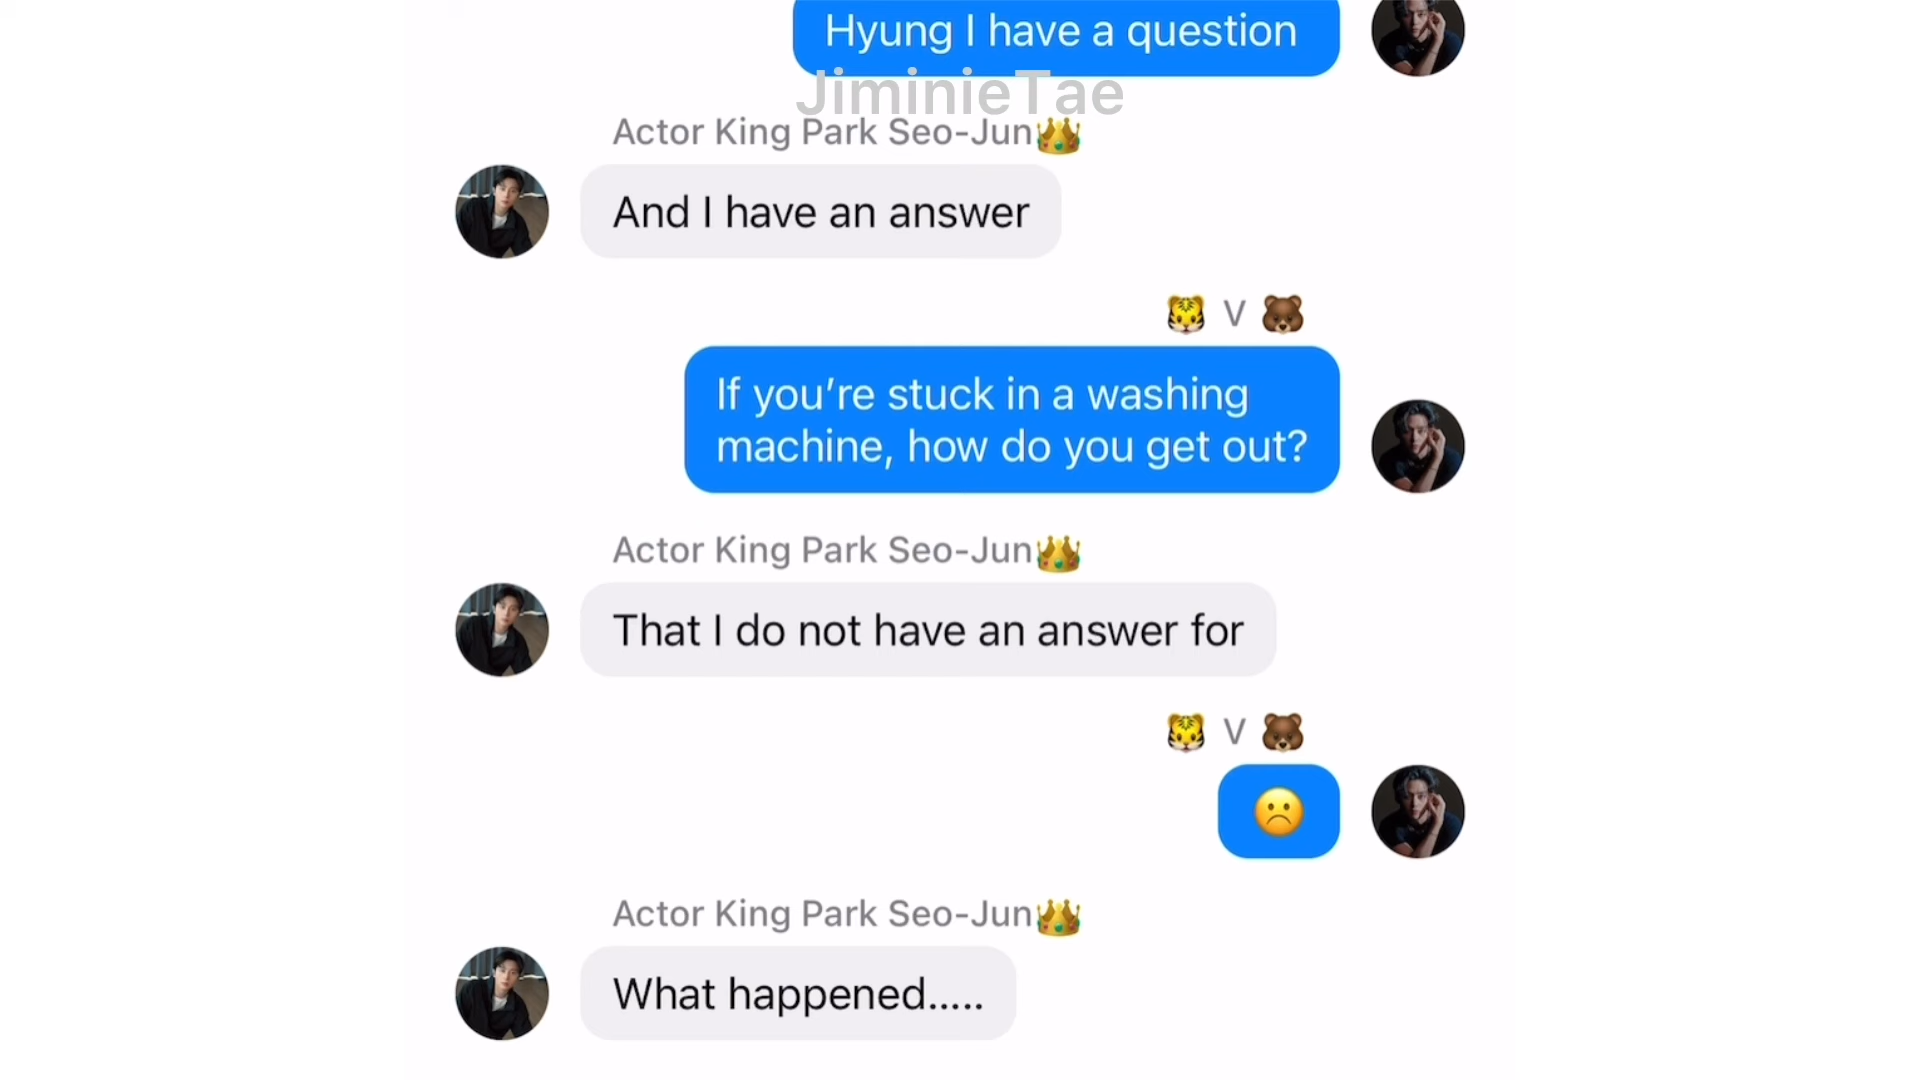 Hyung I have a question
JiminieTae
Actor King Park Seo-Jun👑
And I have an answer
🐯 V 🐻
If you’re stuck in a washing
machine, how do you get out?
Actor King Park Seo-Jun👑
That I do not have an answer for
🐯 V 🐻
☹️
Actor King Park Seo-Jun👑
What happened.....